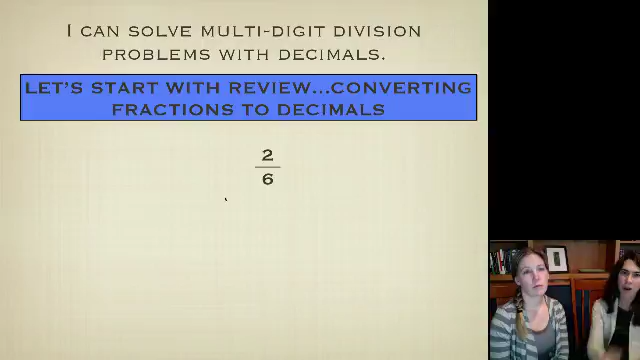 I CAN SOLVE MULTI-DIGIT DIVISION
PROBLEMS WITH DECIMALS.
LET'S START WITH REVIEW...CONVERTING
FRACTIONS TO DECIMALS
2
6